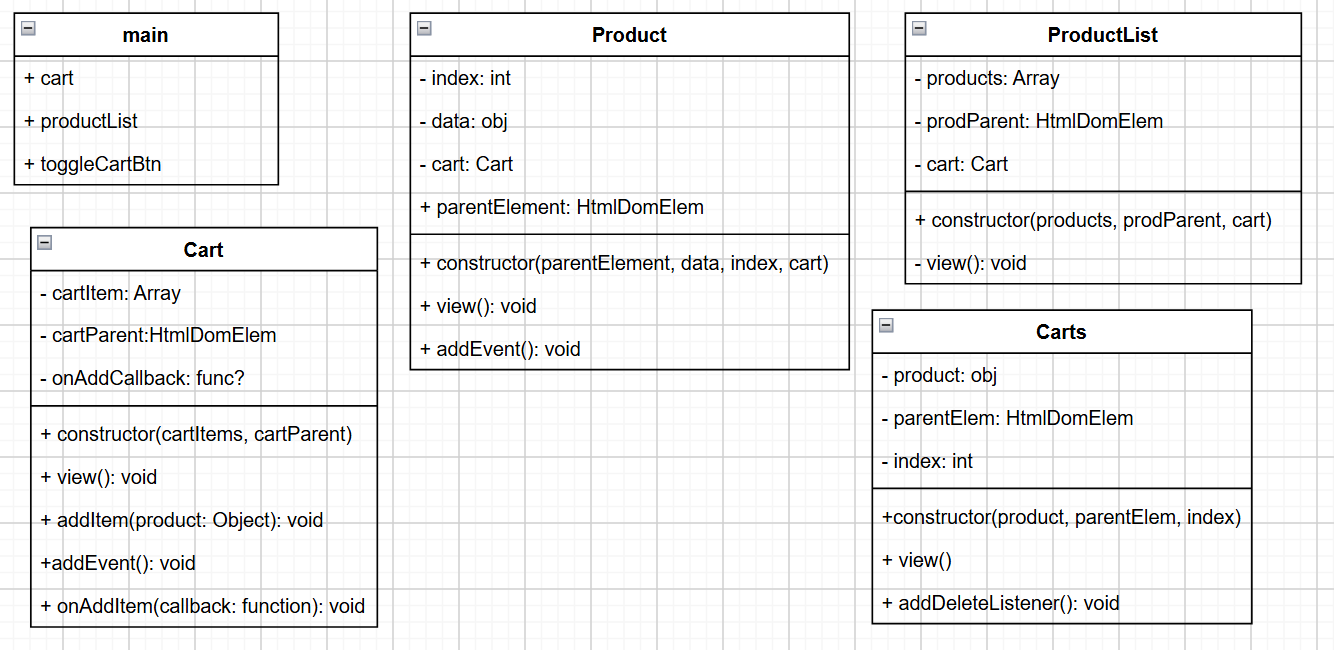 main
+ cart
+ productList
+ toggleCartBtn
Product
- index: int
- data: obj
- cart: Cart
+ parentElement: HtmlDomElem
+ constructor(parentElement, data, index, cart)
+ view(): void
+ addEvent(): void
ProductList
- products: Array
- prodParent: HtmlDomElem
- cart: Cart
+ constructor(products, prodParent, cart)
- view(): void
Cart
- cartItem: Array
- cartParent:HtmlDomElem
- onAddCallback: func?
+ constructor(cartItems, cartParent)
+ view(): void
+ addItem(product: Object): void
+addEvent(): void
+ onAddItem(callback: function): void
Carts
- product: obj
- parentElem: HtmlDomElem
- index: int
+constructor(product, parentElem, index)
+ view()
+ addDeleteListener(): void